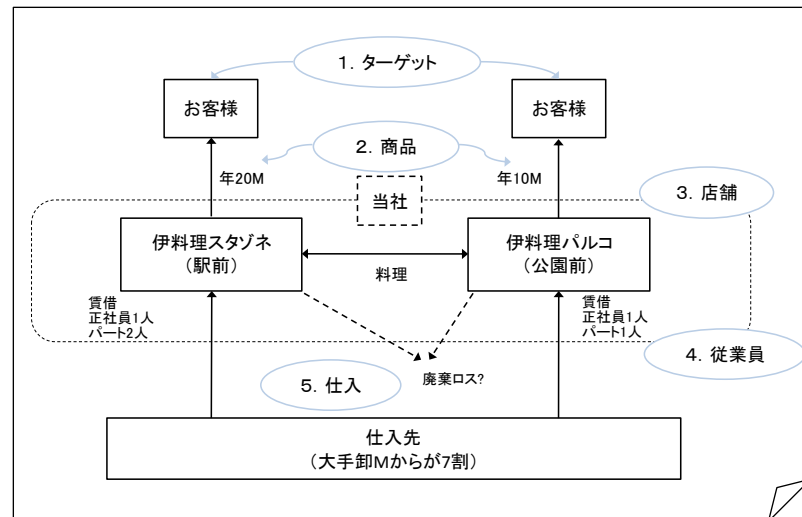 1. ターゲット
お客様
お客様
2. 商品
年20M
年10M
当社
3. 店舗
伊料理スタゾネ
(駅前)
伊料理パルコ
(公園前)
料理
賃借
正社員1人
パート2人
賃借
正社員1人
パート1人
4. 従業員
5. 仕入
廃棄ロス?
仕入先
(大手卸Mからが7割)